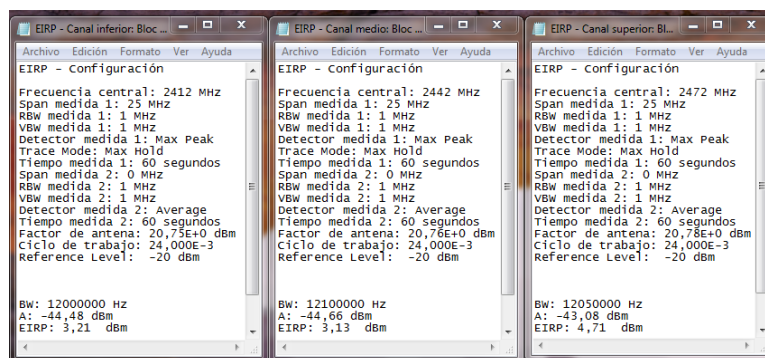 EIRP - Canal inferior: Bloc ...
Archivo Edición Formato Ver Ayuda
EIRP - Configuración
Frecuencia central: 2412 MHz
Span medida 1: 25 MHz
RBW medida 1: 1 MHz
VBW medida 1: 1 MHz
Detector medida 1: Max Peak
Trace Mode: Max Hold
Tiempo medida 1: 60 segundos
Span medida 2: 0 MHz
RBW medida 2: 1 MHz
VBW medida 2: 1 MHz
Detector medida 2: Average
Tiempo medida 2: 60 segundos
Factor de antena: 20,75E+0 dBm
Ciclo de trabajo: 24,000E-3
Reference Level: -20 dBm
BW: 12000000 Hz
A: -44,48 dBm
EIRP: 3,21 dBm
EIRP - Canal medio: Bloc ...
Archivo Edición Formato Ver Ayuda
EIRP - Configuración
Frecuencia central: 2442 MHz
Span medida 1: 25 MHz
RBW medida 1: 1 MHz
VBW medida 1: 1 MHz
Detector medida 1: Max Peak
Trace Mode: Max Hold
Tiempo medida 1: 60 segundos
Span medida 2: 0 MHz
RBW medida 2: 1 MHz
VBW medida 2: 1 MHz
Detector medida 2: Average
Tiempo medida 2: 60 segundos
Factor de antena: 20,76E+0 dBm
Ciclo de trabajo: 24,000E-3
Reference Level: -20 dBm
BW: 12100000 Hz
A: -44,66 dBm
EIRP: 3,13 dBm
EIRP - Canal superior: Bl...
Archivo Edición Formato Ver Ayuda
EIRP - Configuración
Frecuencia central: 2472 MHz
Span medida 1: 25 MHz
RBW medida 1: 1 MHz
VBW medida 1: 1 MHz
Detector medida 1: Max Peak
Trace Mode: Max Hold
Tiempo medida 1: 60 segundos
Span medida 2: 0 MHz
RBW medida 2: 1 MHz
VBW medida 2: 1 MHz
Detector medida 2: Average
Tiempo medida 2: 60 segundos
Factor de antena: 20,78E+0 dBm
Ciclo de trabajo: 24,000E-3
Reference Level: -20 dBm
BW: 12050000 Hz
A: -43,08 dBm
EIRP: 4,71 dBm